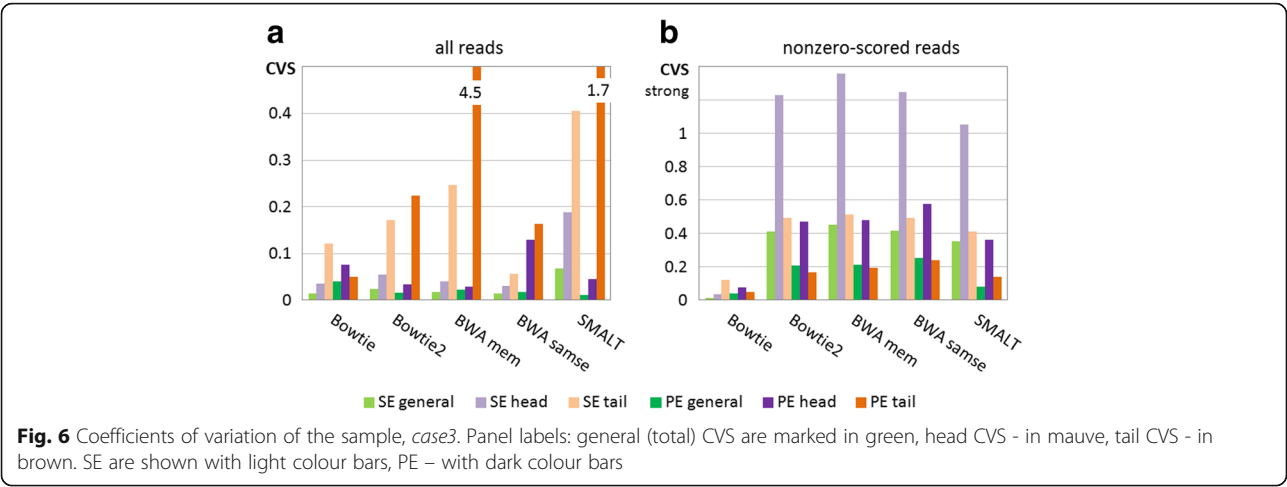 a
all reads
CVS
4.5
1.7
0.4
0.3
0.2
0.1
0
Bowtie
Bowtie2
BWA mem
BWA samse
SMALT
b
nonzero-scored reads
CVS
strong
1
0.8
0.6
0.4
0.2
0
Bowtie
Bowtie2
BWA mem
BWA samse
SMALT
SE general SE head SE tail PE general PE head PE tail
Fig. 6 Coefficients of variation of the sample, case3. Panel labels: general (total) CVS are marked in green, head CVS - in mauve, tail CVS - in
brown. SE are shown with light colour bars, PE – with dark colour bars